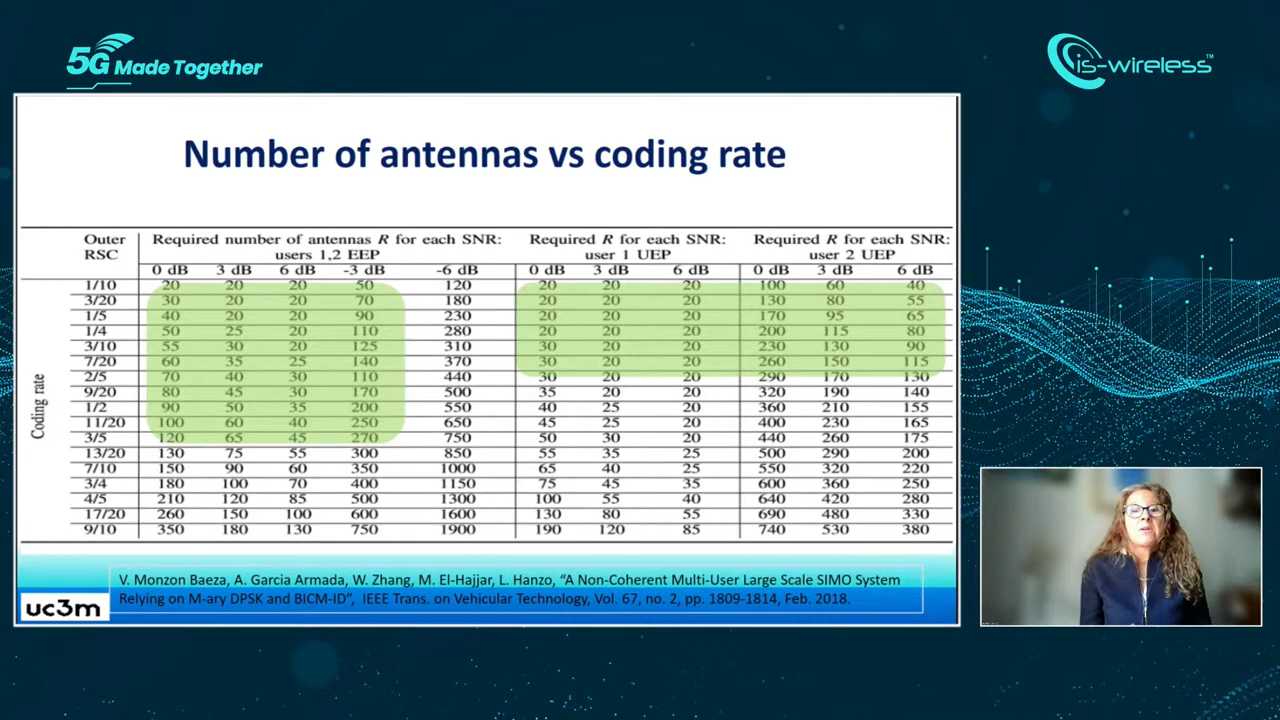 5G Made Together
is-wireless™
Number of antennas vs coding rate
Outer Required number of antennas R for each SNR: Required R for each SNR: Required R for each SNR:
RSC users 1,2 EEP user 1 UEP user 2 UEP
0 dB 3 dB 6 dB -3 dB -6 dB 0 dB 3 dB 6 dB 0 dB 3 dB 6 dB
Coding rate
1/10 20 20 20 50 120 20 20 20 100 60 40
3/20 30 20 20 70 180 20 20 20 130 80 55
1/5 40 20 20 90 230 20 20 20 170 95 65
1/4 50 25 20 110 280 20 20 20 200 115 80
3/10 55 30 20 125 310 30 20 20 230 130 90
7/20 60 35 25 140 370 30 20 20 260 150 115
2/5 70 40 30 110 440 30 20 20 290 170 130
9/20 80 45 30 170 500 35 20 20 320 190 140
1/2 90 50 35 200 550 40 25 20 360 210 155
11/20 100 60 40 250 650 45 25 20 400 230 165
3/5 120 65 45 270 750 50 30 20 440 260 175
13/20 130 75 55 300 850 55 35 25 500 290 200
7/10 150 90 60 350 1000 65 40 25 550 320 220
3/4 180 100 70 400 1150 75 45 35 600 360 250
4/5 210 120 85 500 1300 100 55 40 640 420 280
17/20 260 150 100 600 1600 130 80 55 690 480 330
9/10 350 180 130 750 1900 190 120 85 740 530 380
V. Monzon Baeza, A. Garcia Armada, W. Zhang, M. El-Hajjar, L. Hanzo, "A Non-Coherent Multi-User Large Scale SIMO System
Relying on M-ary DPSK and BICM-ID", IEEE Trans. on Vehicular Technology, Vol. 67, no. 2, pp. 1809-1814, Feb. 2018.
uc3m